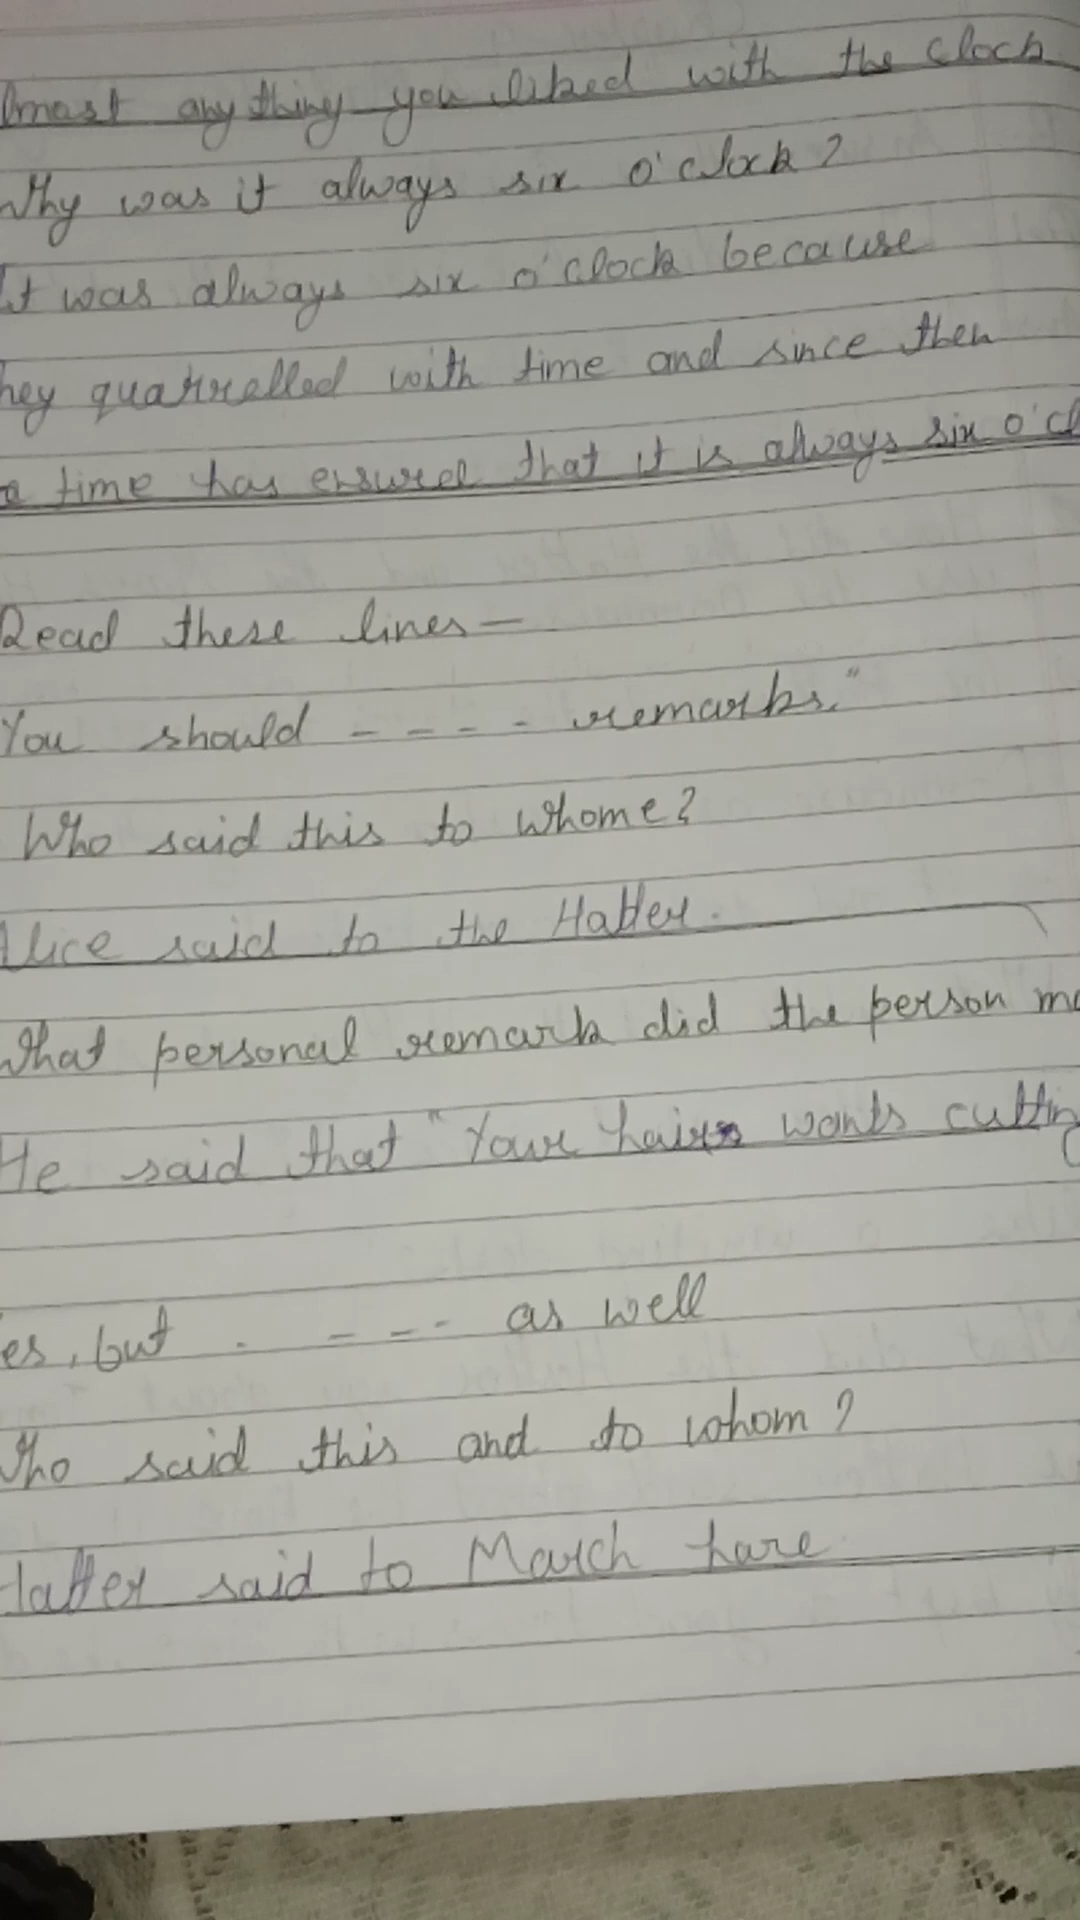 lmost anything you liked with the clock
Why was it always six o'clock?
It was always six o'clock because
hey quarrelled with time and since then
e time has ensured that it is always six o'cl
Read these lines—
You should - - - - remarks."
Who said this to whome?
Alice said to the Hatter.
What personal remark did the person ma
He said that "Your hairs wants cutting
es, but . - - - - as well
Who said this and to whom?
Hatter said to March hare